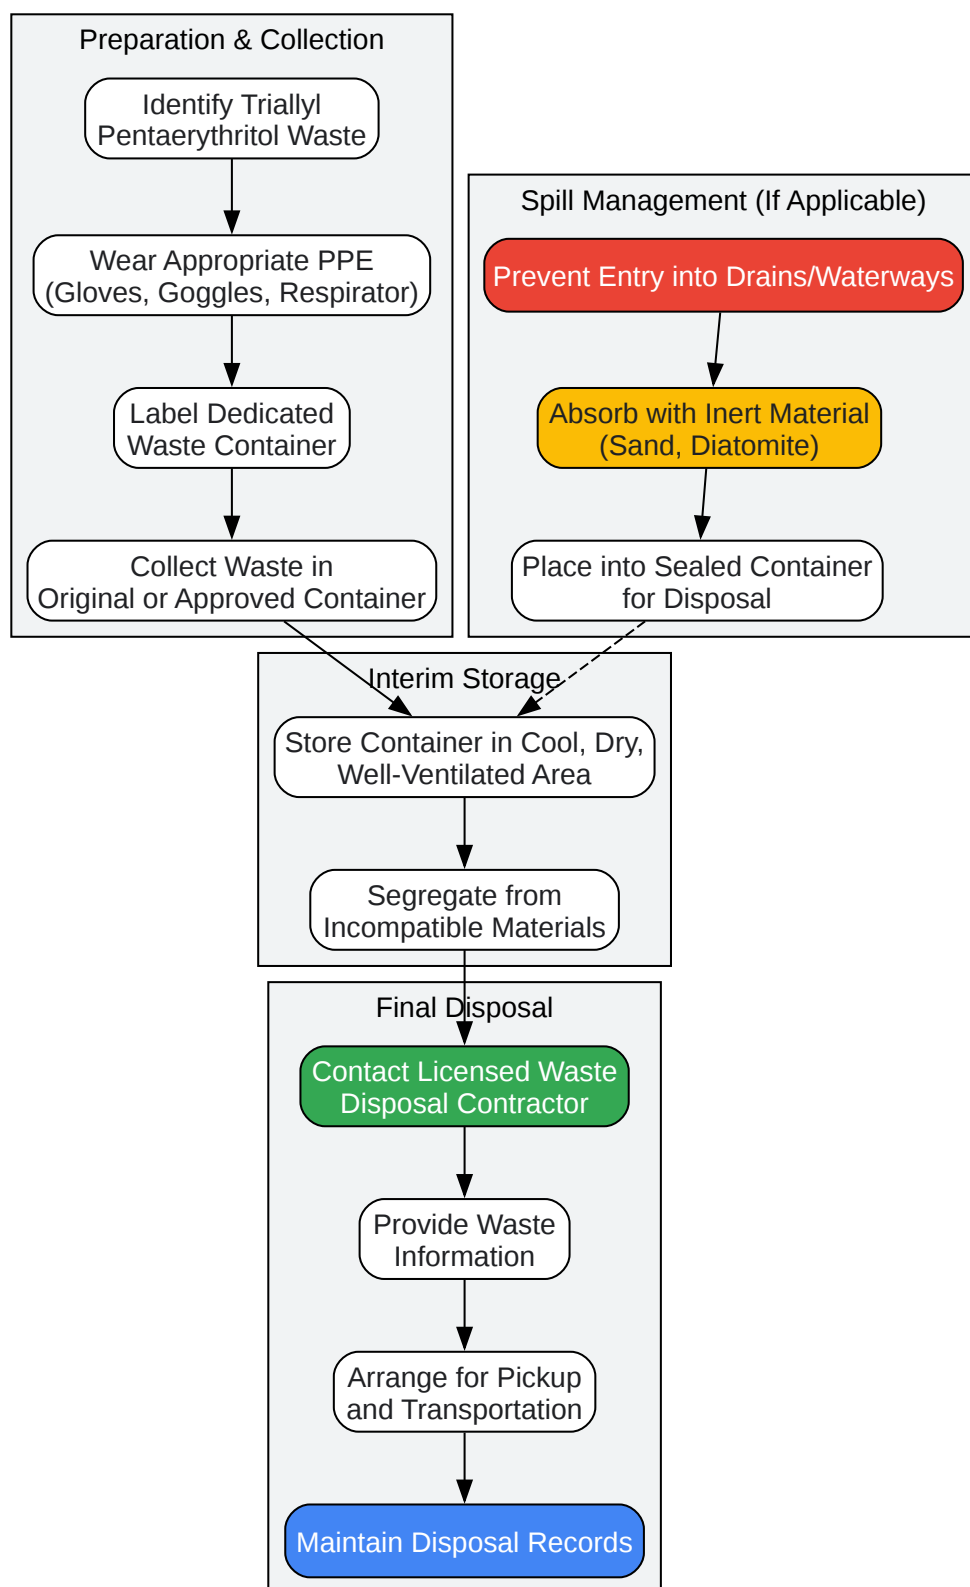 Preparation & Collection
Identify Triallyl
Pentaerythritol Waste
Wear Appropriate PPE
(Gloves, Goggles, Respirator)
Label Dedicated
Waste Container
Collect Waste in
Original or Approved Container
Spill Management (If Applicable)
Prevent Entry into Drains/Waterways
Absorb with Inert Material
(Sand, Diatomite)
Place into Sealed Container
for Disposal
Interim Storage
Store Container in Cool, Dry,
Well-Ventilated Area
Segregate from
Incompatible Materials
Final Disposal
Contact Licensed Waste
Disposal Contractor
Provide Waste
Information
Arrange for Pickup
and Transportation
Maintain Disposal Records